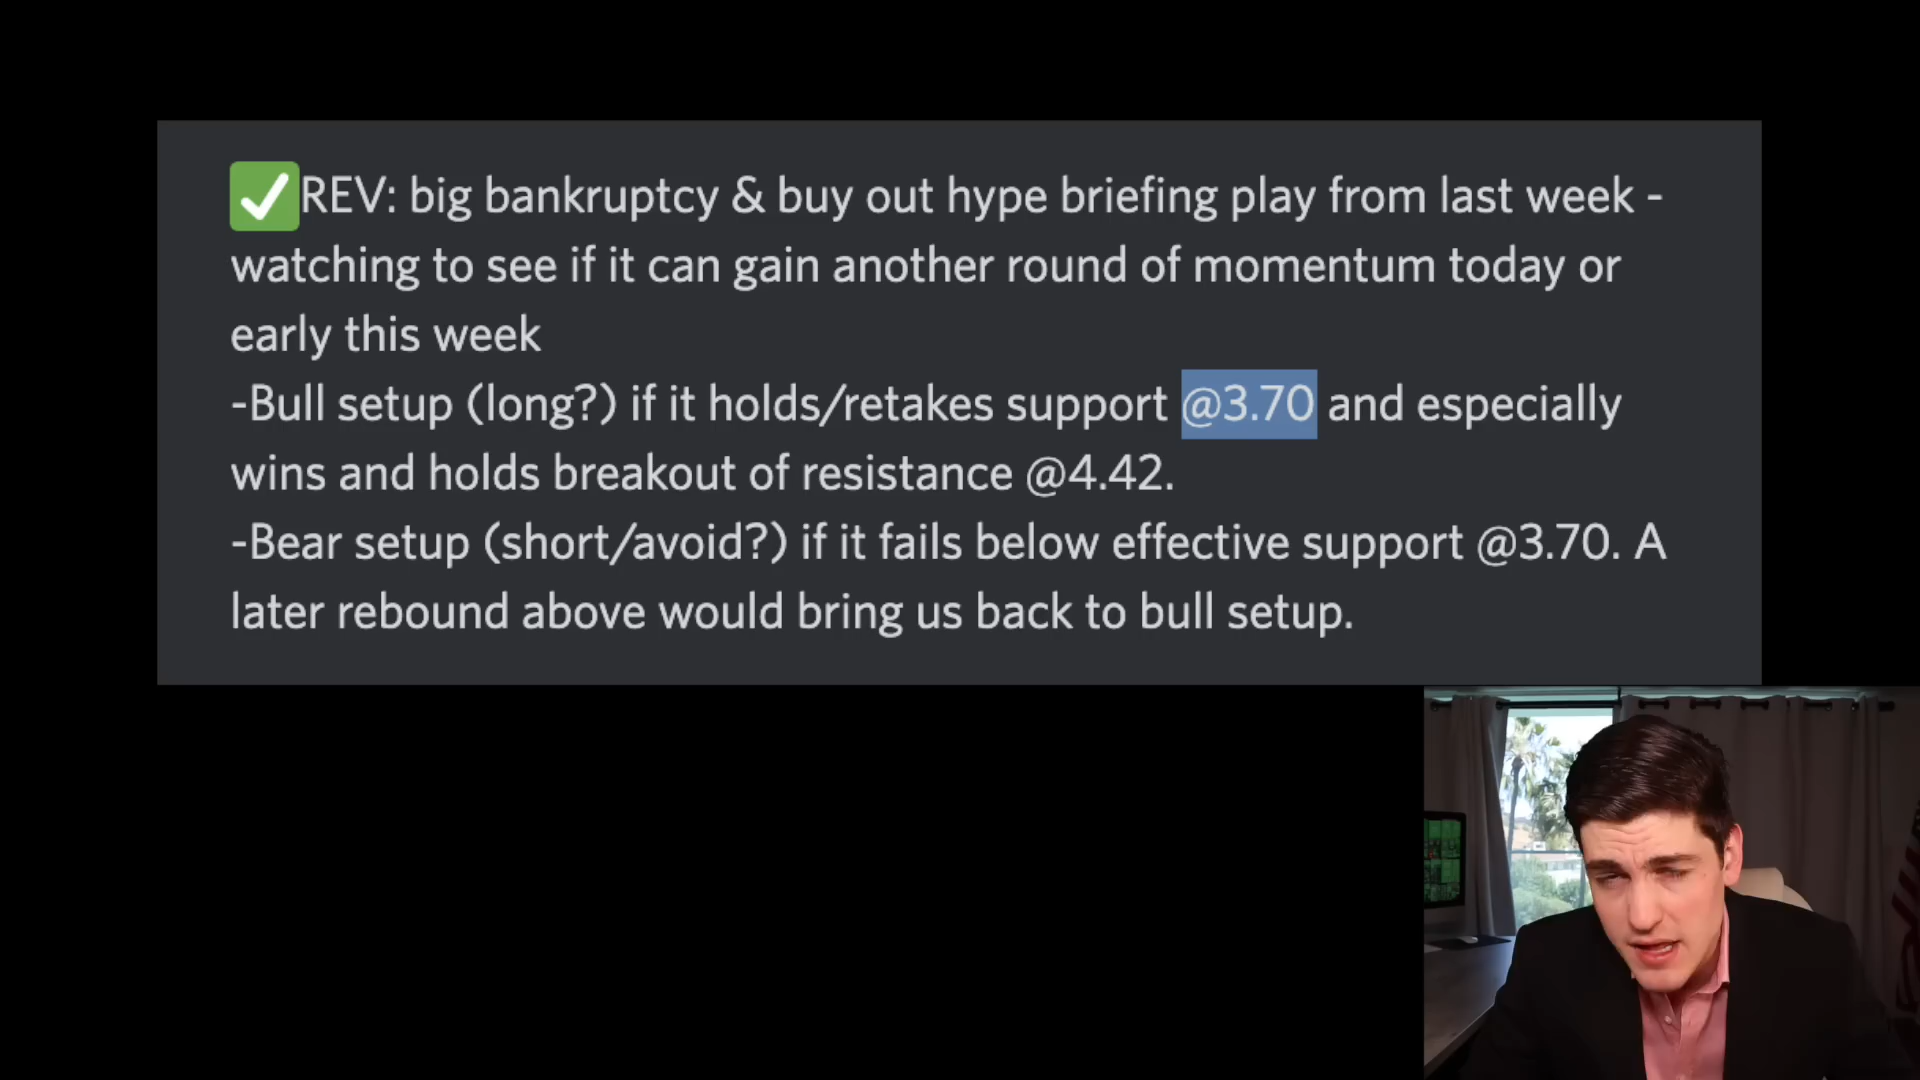 ✅REV: big bankruptcy & buy out hype briefing play from last week -
watching to see if it can gain another round of momentum today or
early this week
-Bull setup (long?) if it holds/retakes support @3.70 and especially
wins and holds breakout of resistance @4.42.
-Bear setup (short/avoid?) if it fails below effective support @3.70. A
later rebound above would bring us back to bull setup.